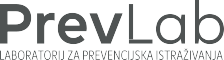 PrevLab
LABORATORIJ ZA PREVENCIJSKA ISTRAŽIVANJA